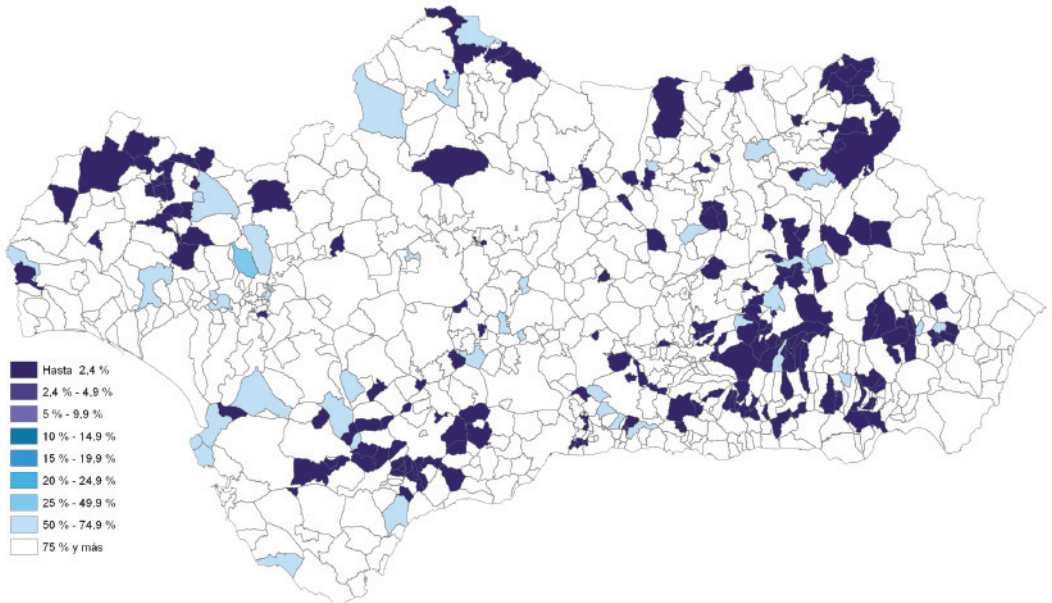 Hasta 2,4 %
2,4 % - 4,9 %
5 % - 9,9 %
10 % - 14,9 %
15 % - 19,9 %
20 % - 24,9 %
25 % - 49,9 %
50 % - 74,9 %
75 % y más